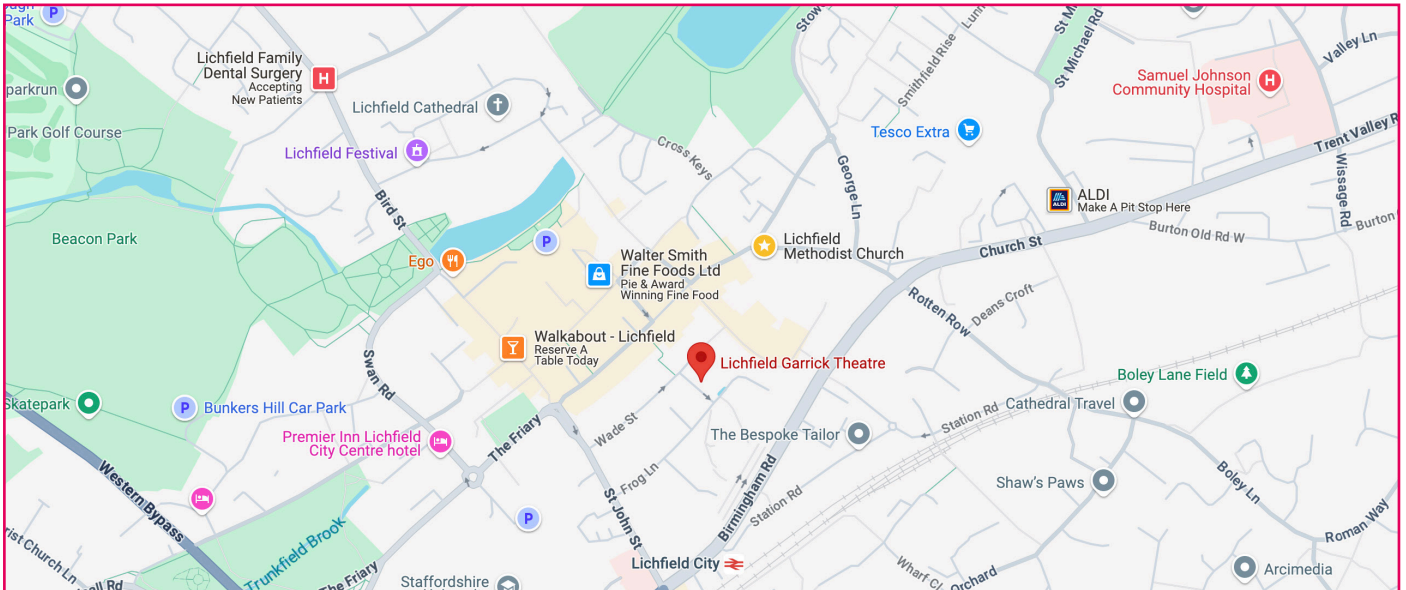 Park
P
parkrun
Park Golf Course
Lichfield Family
Dental Surgery
Accepting
New Patients
H
Lichfield Cathedral
Lichfield Festival
Bird St
Cross Keys
Smithfield Rise
St Michael Rd
Tesco Extra
George Ln
Samuel Johnson
Community Hospital
H
Valley Ln
Trent Valley R
Wissage Rd
ALDI
ALDI
Make A Pit Stop Here
Burton Old Rd W
Burton
Church St
Beacon Park
Ego
P
Walter Smith
Fine Foods Ltd
Pie & Award
Winning Fine Food
Lichfield
Methodist Church
Rotten Row
Deans Croft
Walkabout - Lichfield
Reserve A
Table Today
Lichfield Garrick Theatre
Swan Rd
Skatepark
P
Bunkers Hill Car Park
Premier Inn Lichfield
City Centre hotel
The Friary
Wade St
Frog Ln
The Bespoke Tailor
Station Rd
Boley Lane Field
Cathedral Travel
Shaw's Paws
Boley Ln
Roman Way
Western Bypass
P
St John St
Birmingham Rd
Station Rd
Lichfield City
Trunkfield Brook
The Friary
rist Church Ln
Staffordshire
Wharf Cl
Orchard
Arcimedia